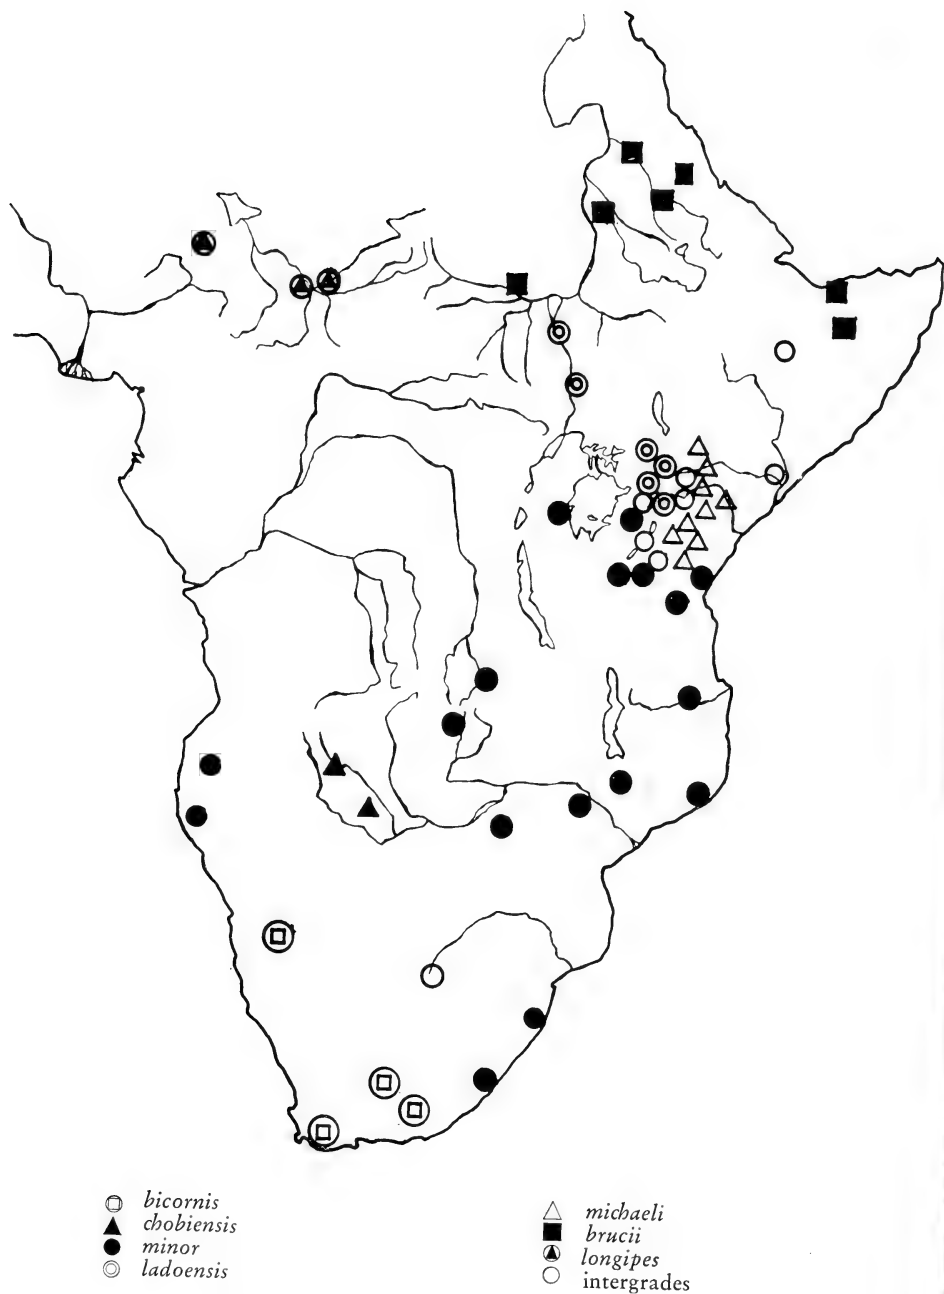 bicornis
chobiensis
minor
ladoensis
michaeli
brucii
longipes
intergrades